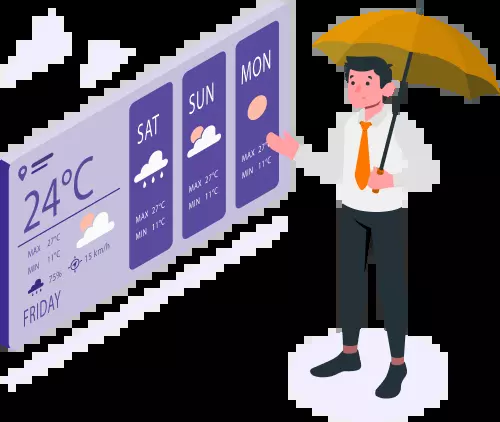 24°C
MAX 27°C
MIN 11°C
75%
15 km/h
FRIDAY
SAT
MAX 27°C
MIN 11°C
SUN
MAX 27°C
MIN 11°C
MON
MAX 27°C
MIN 11°C